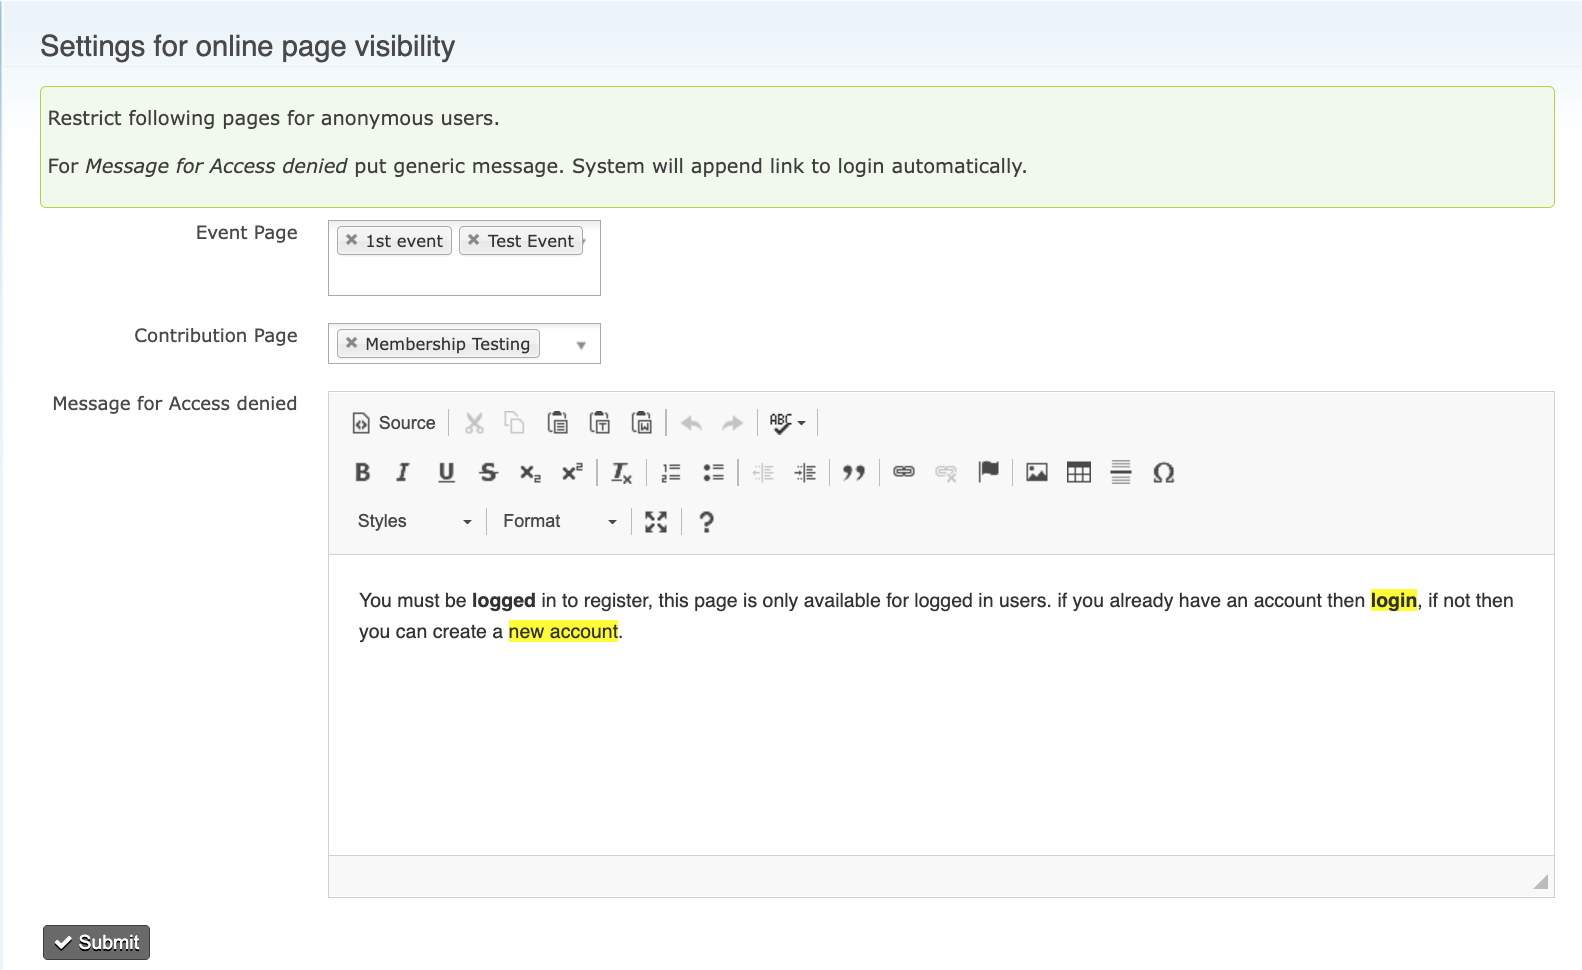 Settings for online page visibility
Restrict following pages for anonymous users.
For Message for Access denied put generic message. System will append link to login automatically.
Event Page
1st event Test Event
Contribution Page
Membership Testing
Message for Access denied
Source ABC
B I U S x₂ x² Tx Ω
Styles Format ?
You must be logged in to register, this page is only available for logged in users. if you already have an account then login, if not then
you can create a new account.
Submit